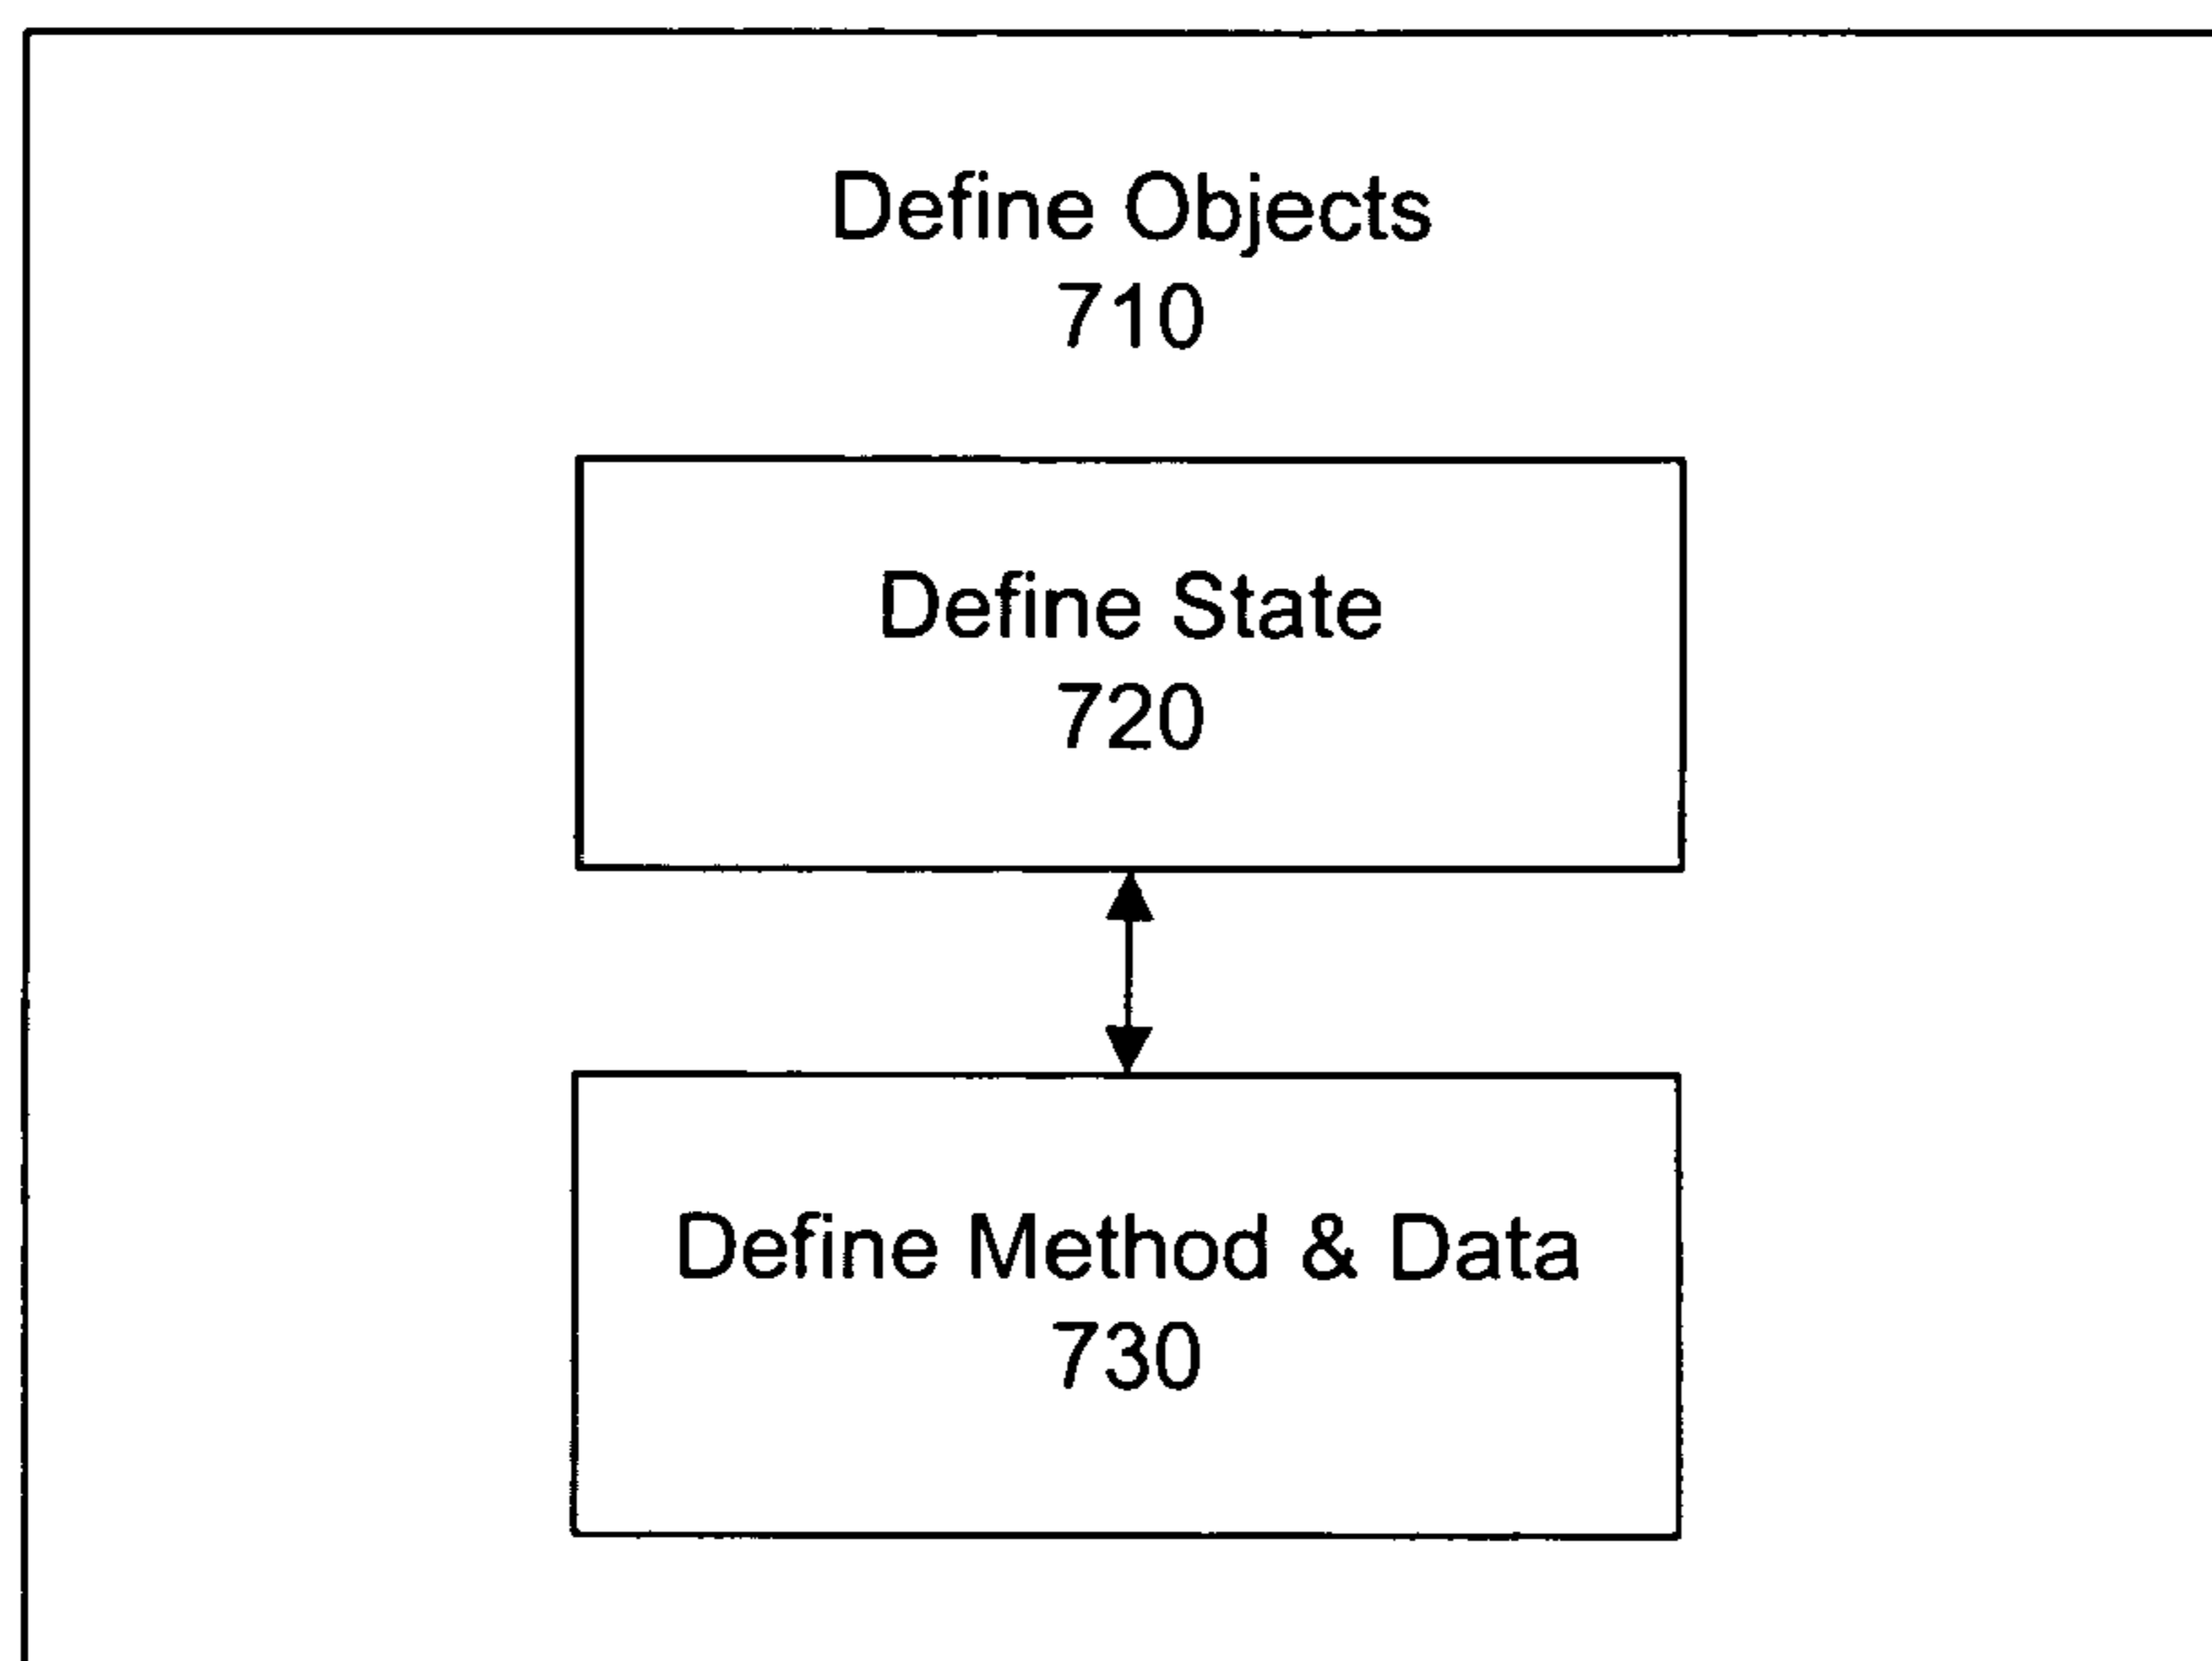 Define Objects
710
Define State
720
Define Method & Data
730